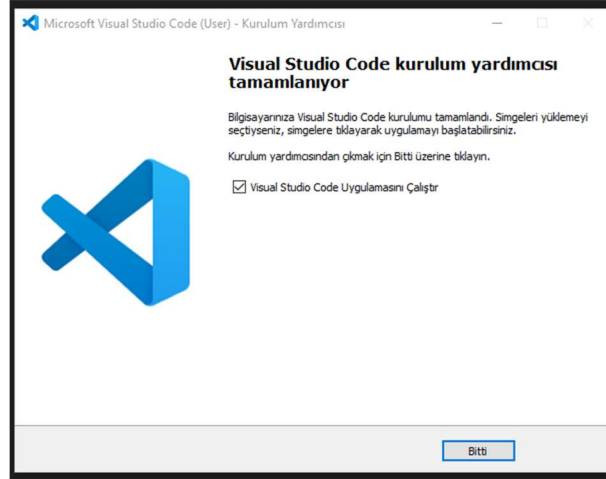 Microsoft Visual Studio Code (User) - Kurulum Yardımcısı
Visual Studio Code kurulum yardımcısı
tamamlanıyor
Bilgisayarınıza Visual Studio Code kurulumu tamamlandı. Simgeleri yüklemeyi
seçtiyseniz, simgelere tıklayarak uygulamayı başlatabilirsiniz.
Kurulum yardımcısından çıkmak için Bitti üzerine tıklayın.
Visual Studio Code Uygulamasını Çalıştır
Bitti